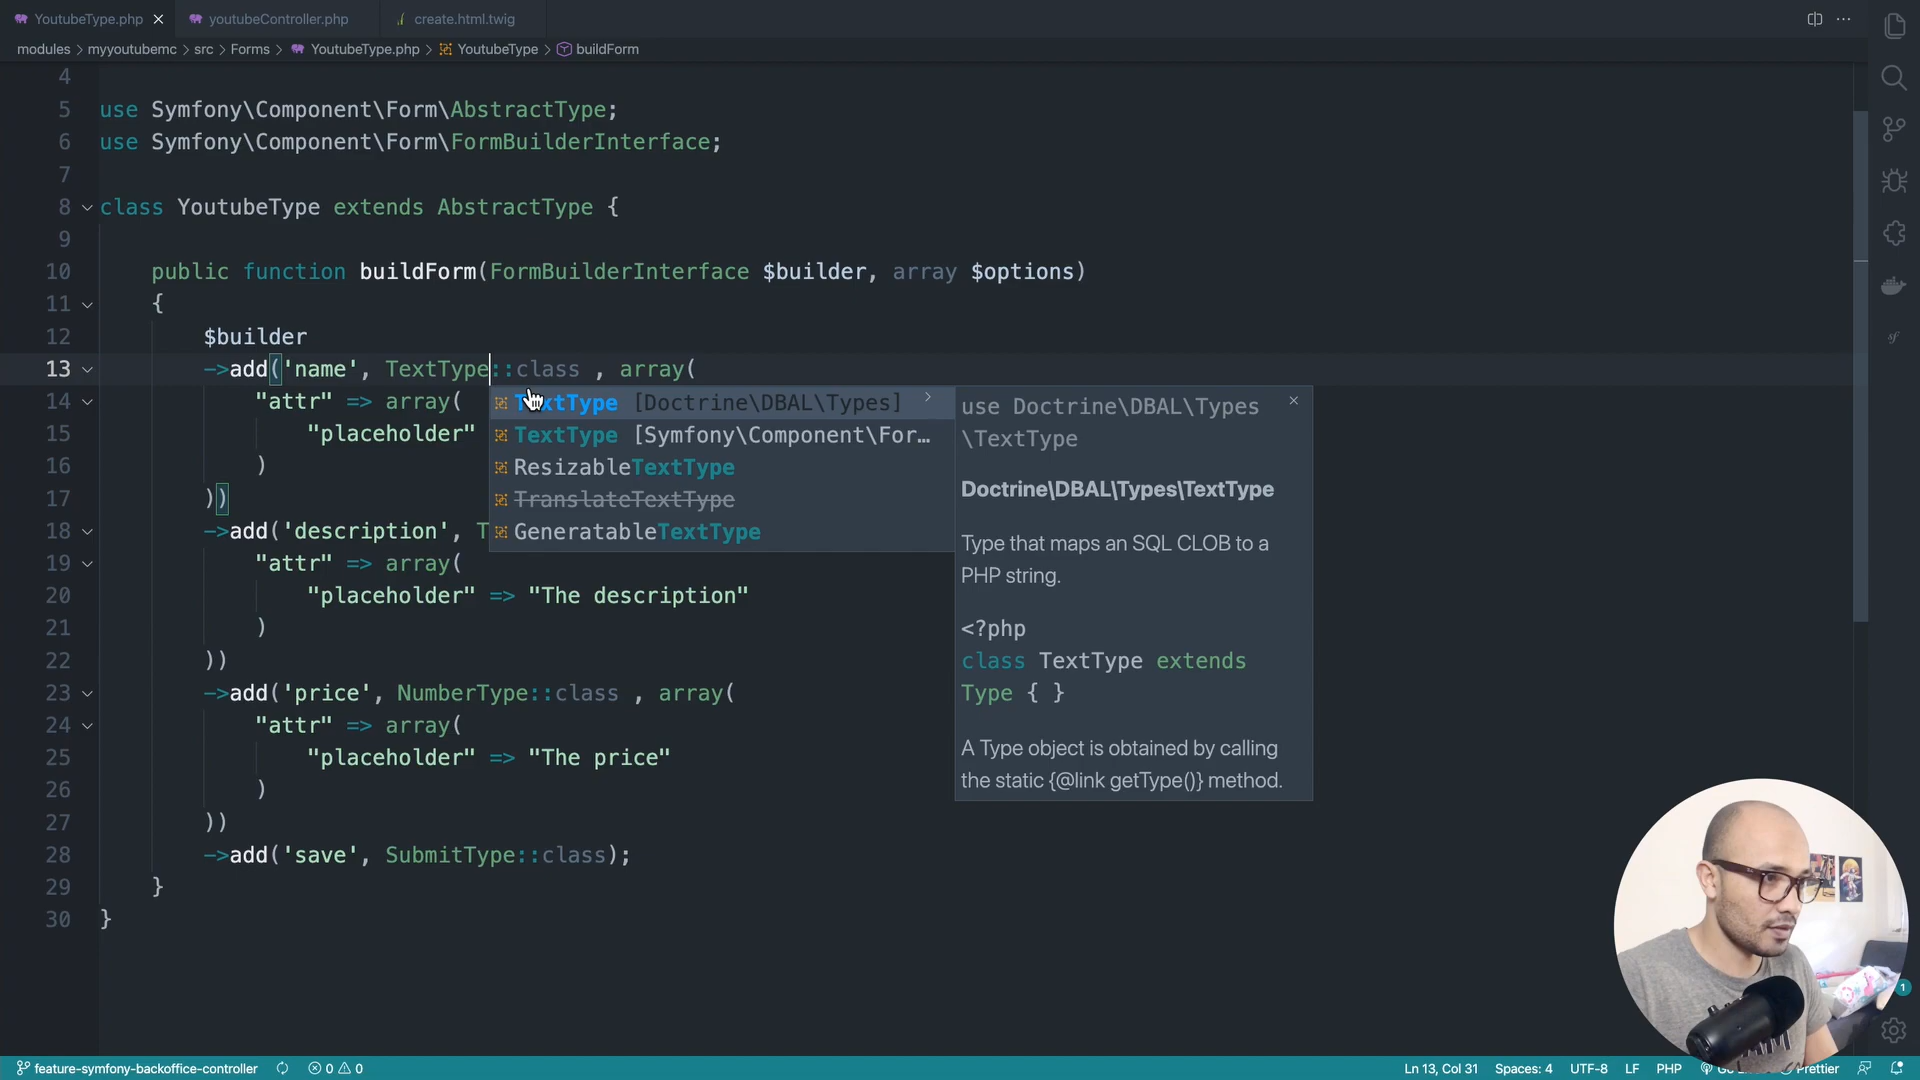 YoutubeType.php
youtubeController.php
create.html.twig
modules > myyoutubemc > src > Forms > YoutubeType.php > YoutubeType > buildForm
4
5 use Symfony\Component\Form\AbstractType;
6 use Symfony\Component\Form\FormBuilderInterface;
7
8 class YoutubeType extends AbstractType {
9
10 public function buildForm(FormBuilderInterface $builder, array $options)
11 {
12 $builder
13 ->add('name', TextType::class , array(
14 "attr" => array(
15 "placeholder"
16 )
17 ))
18 ->add('description', T
19 "attr" => array(
20 "placeholder" => "The description"
21 )
22 ))
23 ->add('price', NumberType::class , array(
24 "attr" => array(
25 "placeholder" => "The price"
26 )
27 ))
28 ->add('save', SubmitType::class);
29 }
30 }
TextType [Doctrine\DBAL\Types]
TextType [Symfony\Component\For…
ResizableTextType
TranslateTextType
GeneratableTextType
use Doctrine\DBAL\Types
\TextType
Doctrine\DBAL\Types\TextType
Type that maps an SQL CLOB to a
PHP string.
<?php
class TextType extends
Type { }
A Type object is obtained by calling
the static {@link getType()} method.
sf
1
feature-symfony-backoffice-controller 0 0 Ln 13, Col 31 Spaces: 4 UTF-8 LF PHP Prettier